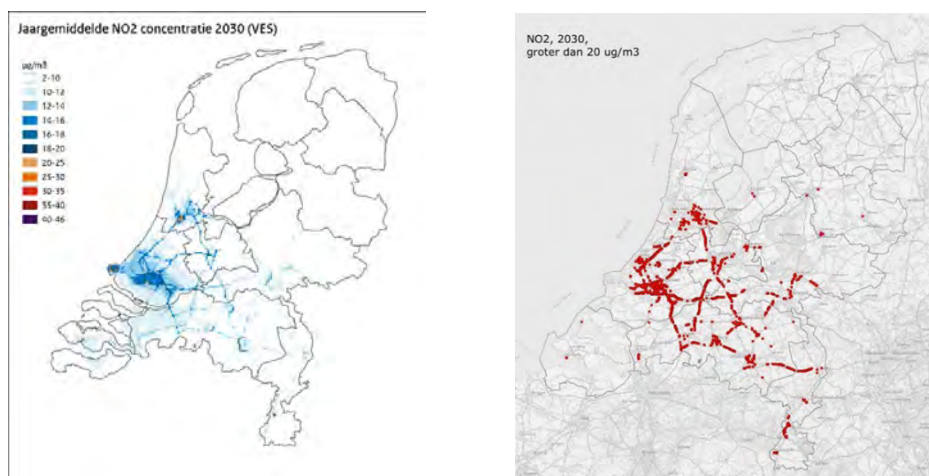 Jaargemiddelde NO2 concentratie 2030 (VES)
µg/m3
2-10
10-12
12-14
14-16
16-18
18-20
20-25
25-30
30-35
35-40
40-46
NO2, 2030,
groter dan 20 ug/m3